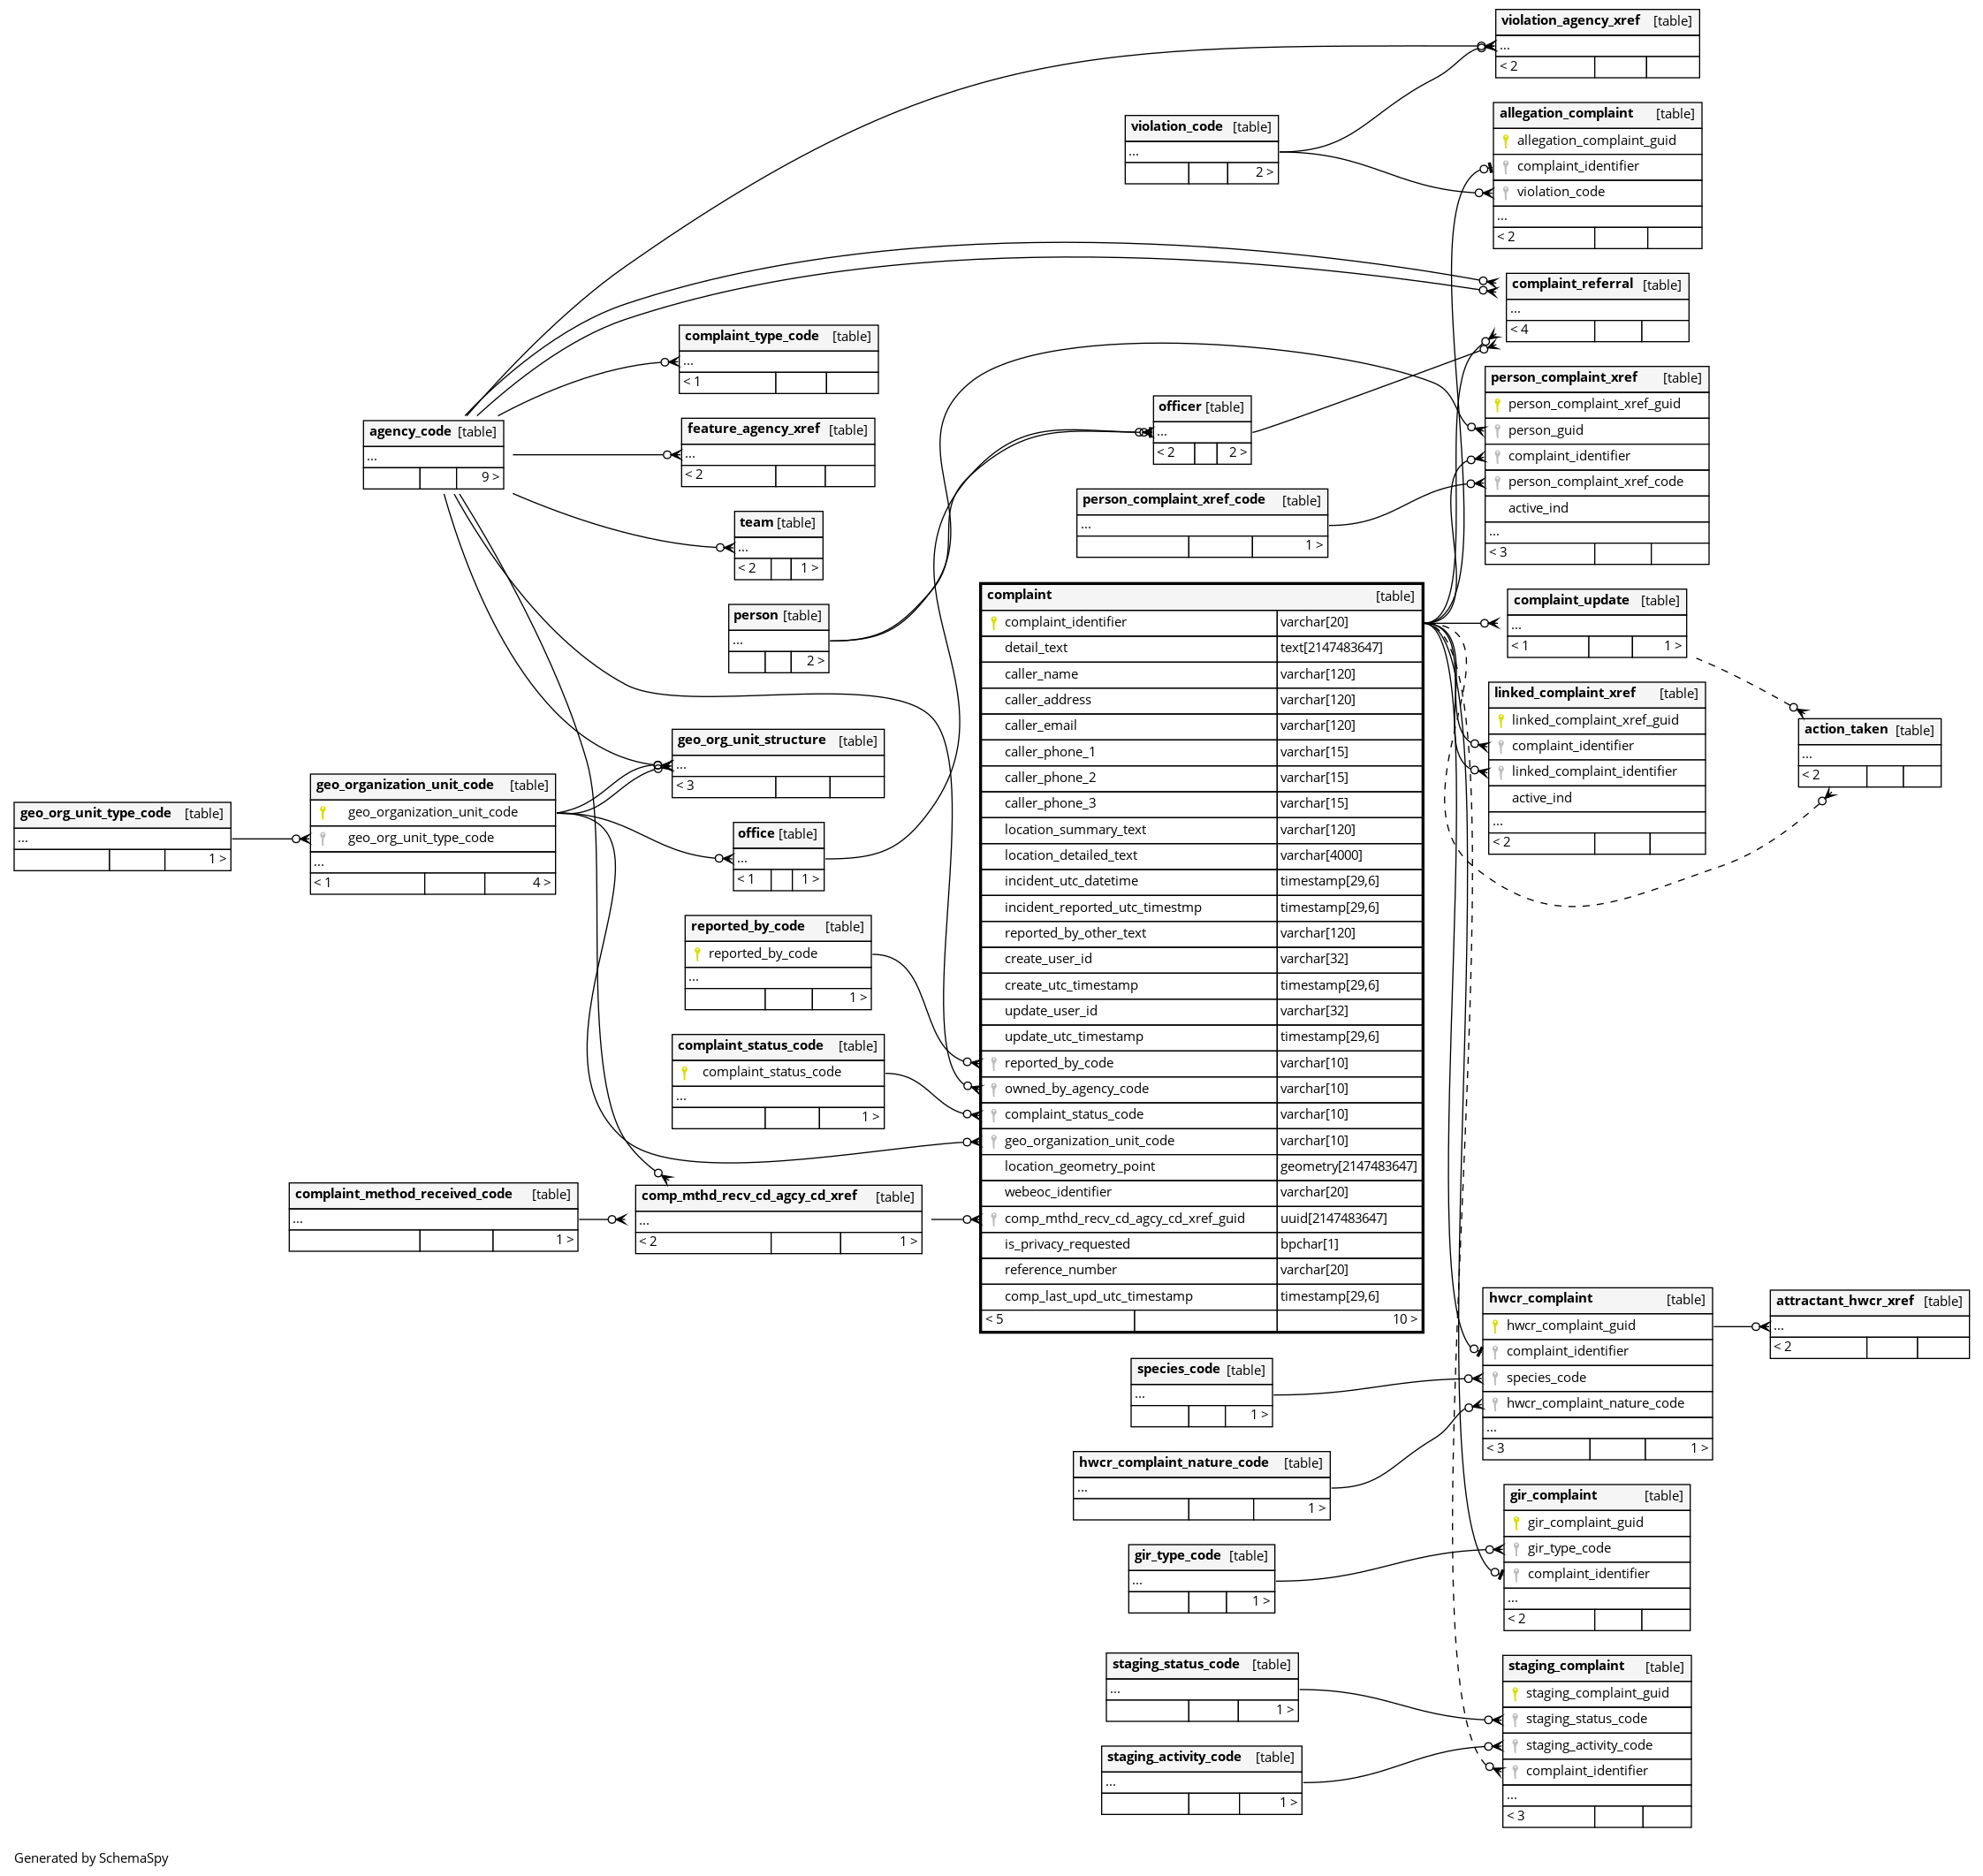 violation_agency_xref [table]
...
< 2
allegation_complaint [table]
allegation_complaint_guid
complaint_identifier
violation_code
...
< 2
violation_code [table]
...
2 >
complaint_referral [table]
...
< 4
complaint_type_code [table]
...
< 1
person_complaint_xref [table]
person_complaint_xref_guid
person_guid
complaint_identifier
person_complaint_xref_code
active_ind
...
< 3
officer [table]
...
< 2 2 >
agency_code [table]
...
9 >
feature_agency_xref [table]
...
< 2
person_complaint_xref_code [table]
...
1 >
team [table]
...
< 2 1 >
person [table]
...
2 >
complaint [table]
complaint_identifier varchar[20]
detail_text text[2147483647]
caller_name varchar[120]
caller_address varchar[120]
caller_email varchar[120]
caller_phone_1 varchar[15]
caller_phone_2 varchar[15]
caller_phone_3 varchar[15]
location_summary_text varchar[120]
location_detailed_text varchar[4000]
incident_utc_datetime timestamp[29,6]
incident_reported_utc_timestmp timestamp[29,6]
reported_by_other_text varchar[120]
create_user_id varchar[32]
create_utc_timestamp timestamp[29,6]
update_user_id varchar[32]
update_utc_timestamp timestamp[29,6]
reported_by_code varchar[10]
owned_by_agency_code varchar[10]
complaint_status_code varchar[10]
geo_organization_unit_code varchar[10]
location_geometry_point geometry[2147483647]
webeoc_identifier varchar[20]
comp_mthd_recv_cd_agcy_cd_xref_guid uuid[2147483647]
is_privacy_requested bpchar[1]
reference_number varchar[20]
comp_last_upd_utc_timestamp timestamp[29,6]
< 5 10 >
complaint_update [table]
...
< 1 1 >
linked_complaint_xref [table]
linked_complaint_xref_guid
complaint_identifier
linked_complaint_identifier
active_ind
...
< 2
action_taken [table]
...
< 2
geo_org_unit_structure [table]
...
< 3
geo_organization_unit_code [table]
geo_organization_unit_code
geo_org_unit_type_code
...
< 1 4 >
geo_org_unit_type_code [table]
...
1 >
office [table]
...
< 1 1 >
reported_by_code [table]
reported_by_code
...
1 >
complaint_status_code [table]
complaint_status_code
...
1 >
complaint_method_received_code [table]
...
1 >
comp_mthd_recv_cd_agcy_cd_xref [table]
...
< 2 1 >
hwcr_complaint [table]
hwcr_complaint_guid
complaint_identifier
species_code
hwcr_complaint_nature_code
...
< 3 1 >
attractant_hwcr_xref [table]
...
< 2
species_code [table]
...
1 >
hwcr_complaint_nature_code [table]
...
1 >
gir_complaint [table]
gir_complaint_guid
gir_type_code
complaint_identifier
...
< 2
gir_type_code [table]
...
1 >
staging_status_code [table]
...
1 >
staging_complaint [table]
staging_complaint_guid
staging_status_code
staging_activity_code
complaint_identifier
...
< 3
staging_activity_code [table]
...
1 >
Generated by SchemaSpy